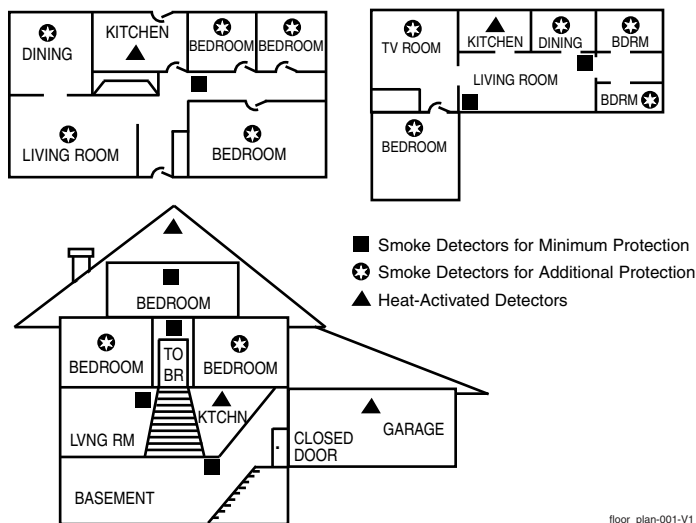 KITCHEN
DINING
BEDROOM
BEDROOM
LIVING ROOM
BEDROOM
TV ROOM
KITCHEN
DINING
BDRM
LIVING ROOM
BDRM
BEDROOM
Smoke Detectors for Minimum Protection
Smoke Detectors for Additional Protection
Heat-Activated Detectors
BEDROOM
BEDROOM
TO
BR
BEDROOM
LVNG RM
KTCHN
CLOSED
DOOR
GARAGE
BASEMENT
floor_plan-001-V1